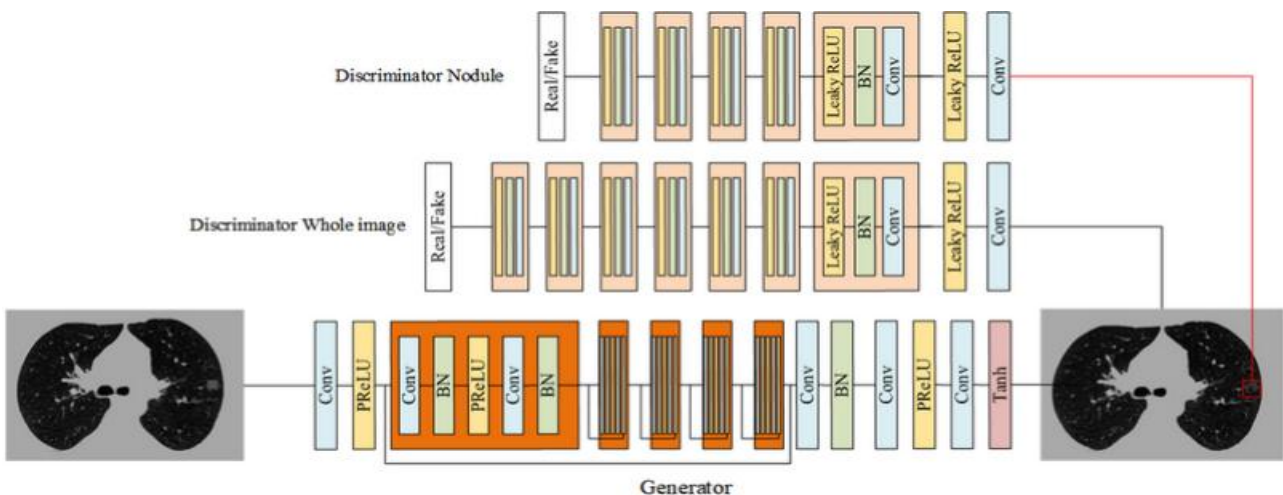 Discriminator Nodule
Real/Fake
Leaky ReLU
BN
Conv
Leaky ReLU
Conv
Discriminator Whole image
Real/Fake
Leaky ReLU
BN
Conv
Leaky ReLU
Conv
Conv
PReLU
Conv
BN
PReLU
Conv
BN
Conv
BN
Conv
PReLU
Conv
Tanh
Generator